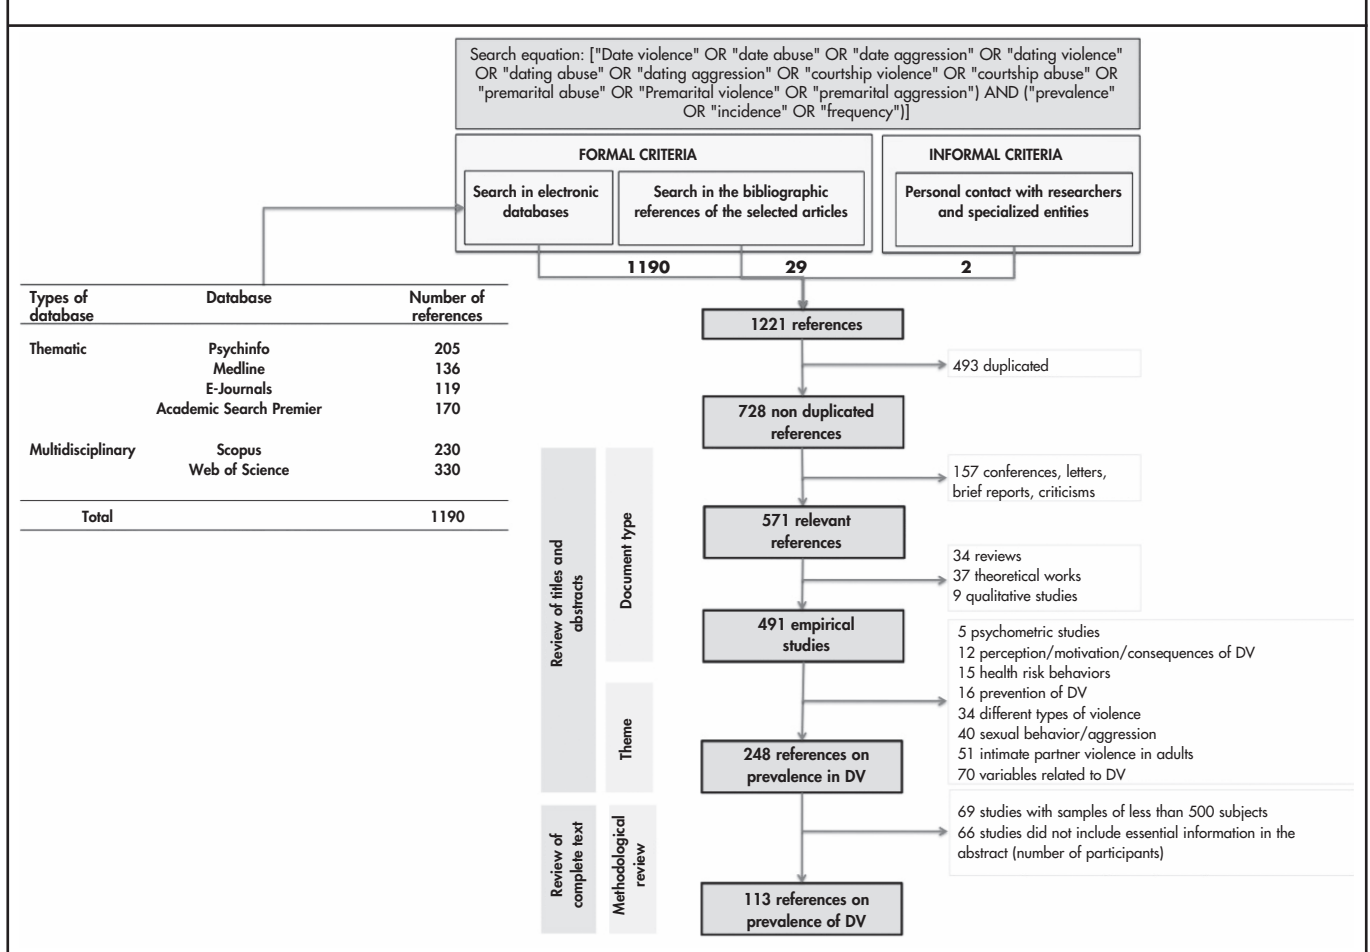 Search equation: ["Date violence" OR "date abuse" OR "date aggression" OR "dating violence"
OR "dating abuse" OR "dating aggression" OR "courtship violence" OR "courtship abuse" OR
"premarital abuse" OR "Premarital violence" OR "premarital aggression") AND ("prevalence"
OR "incidence" OR "frequency")]
FORMAL CRITERIA
INFORMAL CRITERIA
Search in electronic
databases
Search in the bibliographic
references of the selected articles
Personal contact with researchers
and specialized entities
1190
29
2
Types of
database
Database
Number of
references
Thematic Psychinfo 205
Medline 136
E-Journals 119
Academic Search Premier 170
Multidisciplinary Scopus 230
Web of Science 330
Total 1190
1221 references
493 duplicated
728 non duplicated
references
157 conferences, letters,
brief reports, criticisms
571 relevant
references
34 reviews
37 theoretical works
9 qualitative studies
491 empirical
studies
5 psychometric studies
12 perception/motivation/consequences of DV
15 health risk behaviors
16 prevention of DV
34 different types of violence
40 sexual behavior/aggression
51 intimate partner violence in adults
70 variables related to DV
248 references on
prevalence in DV
69 studies with samples of less than 500 subjects
66 studies did not include essential information in the
abstract (number of participants)
113 references on
prevalence of DV
Review of titles and
abstracts
Document type
Theme
Review of
complete text
Methodological
review